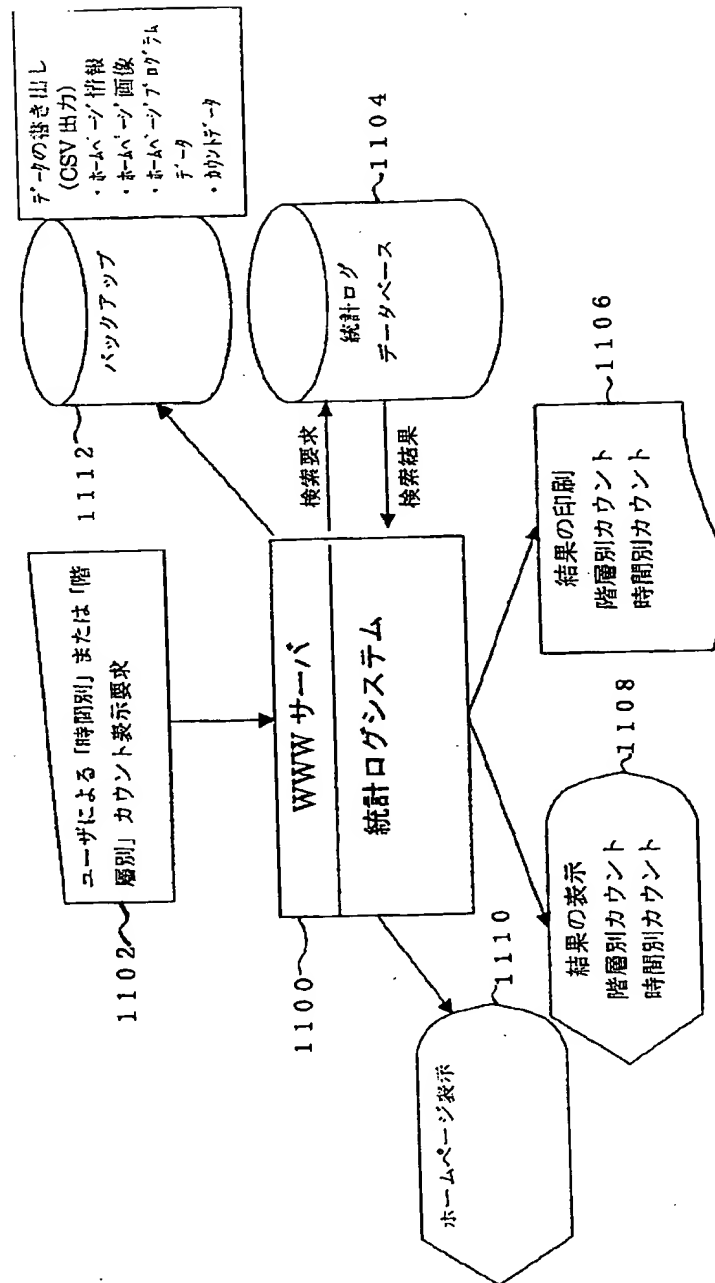 データの書き出し
(CSV 出力)
・ホームページ情報
・ホームページ画像
・ホームページプログラム
データ
・カウントデータ
バックアップ
1112
ユーザによる「時間別」または「階
層別」カウント表示要求
1102
WWW サーバ
統計ログシステム
1100
検索要求
検索結果
統計ログ
データベース
1104
ホームページ表示
1110
結果の表示
階層別カウント
時間別カウント
1108
結果の印刷
階層別カウント
時間別カウント
1106